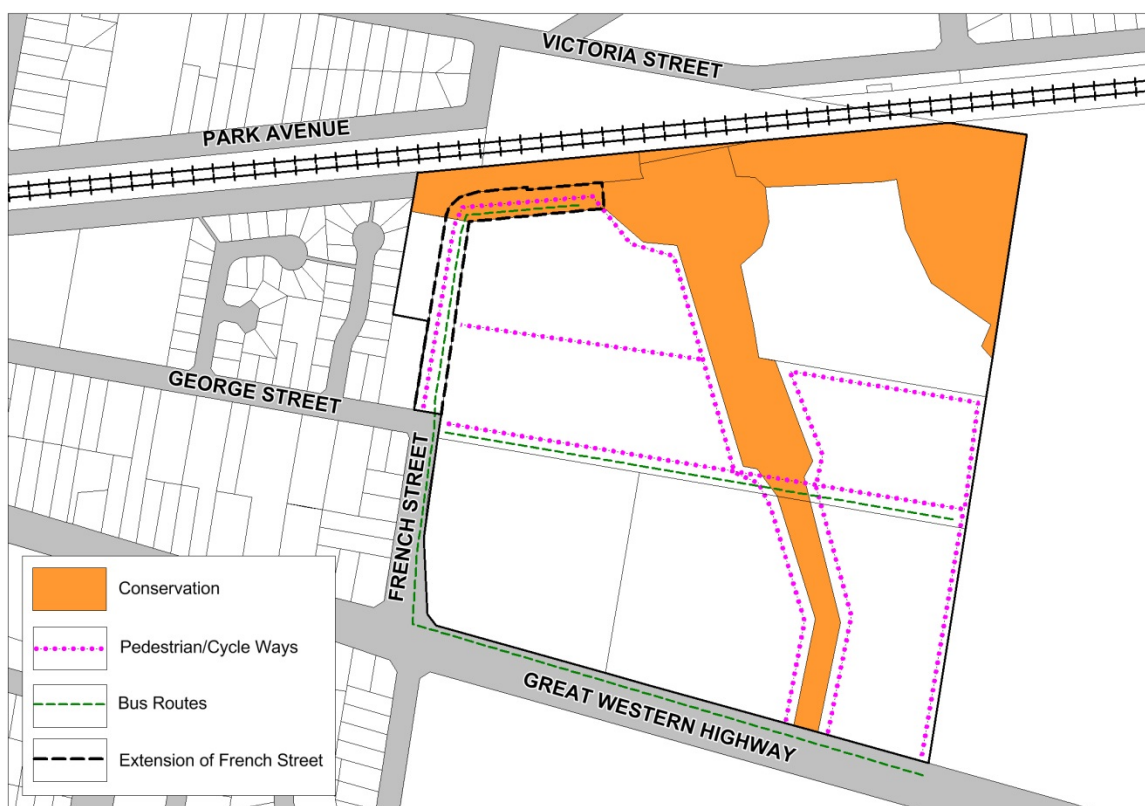 VICTORIA STREET
PARK AVENUE
GEORGE STREET
FRENCH STREET
GREAT WESTERN HIGHWAY
Conservation
Pedestrian/Cycle Ways
Bus Routes
Extension of French Street